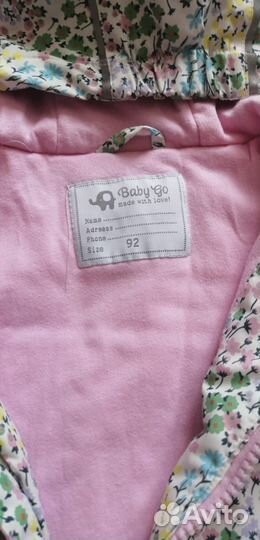 Baby Go
made with love!
Name
Adress
Phone
Size 92
Avito